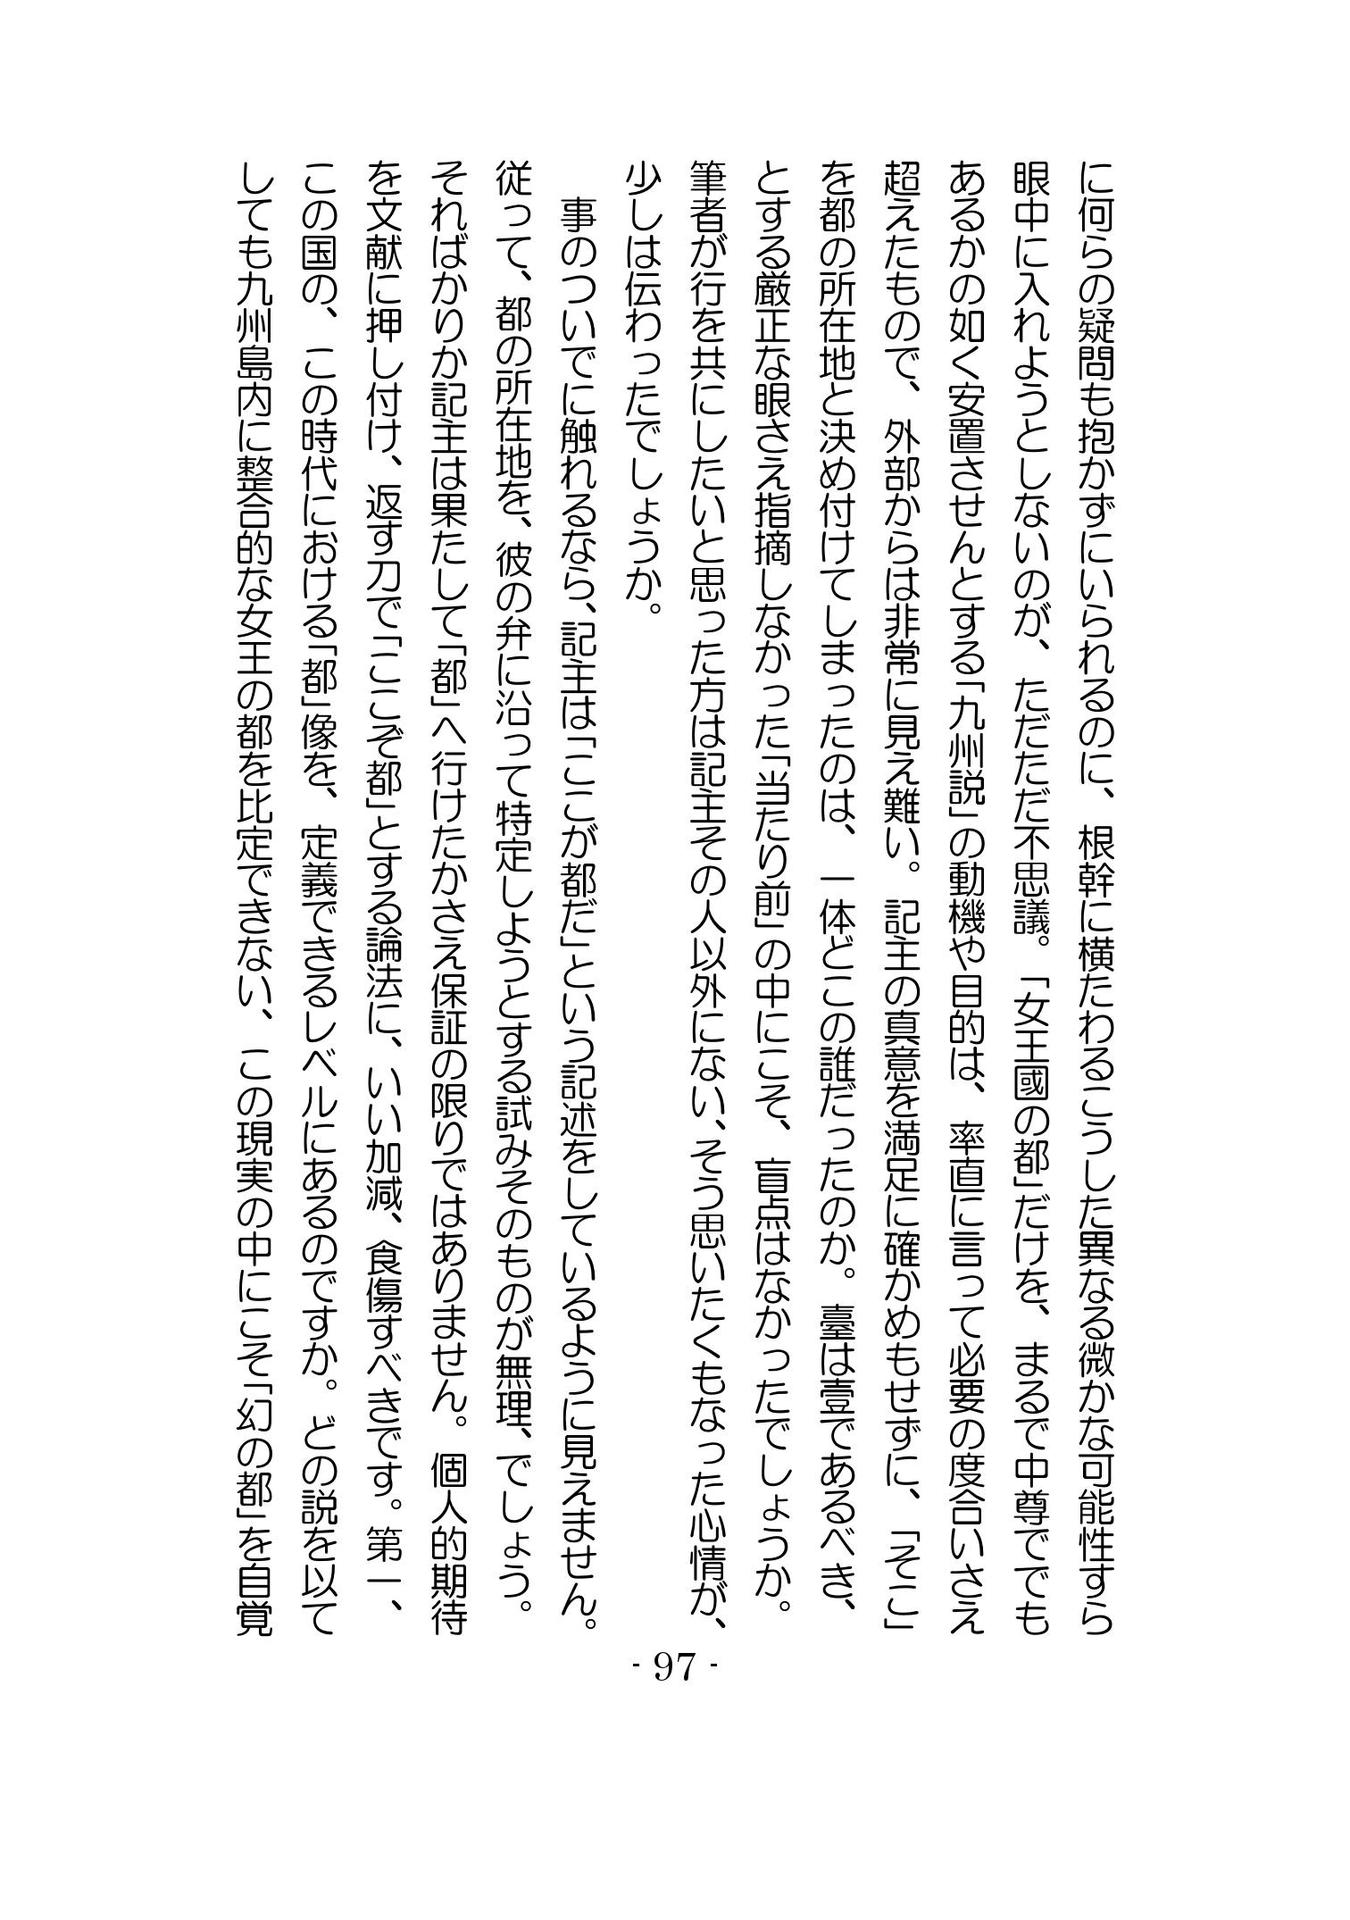 に何らの疑問も抱かずにいられるのに、根幹に横たわるこうした異なる微かな可能性すら
眼中に入れようとしないのが、ただただ不思議。「女王國の都」だけを、まるで中尊ででも
あるかの如く安置させんとする「九州説」の動機や目的は、率直に言って必要の度合いさえ
超えたもので、外部からは非常に見え難い。記主の真意を満足に確かめもせずに、「そこ」
を都の所在地と決め付けてしまったのは、一体どこの誰だったのか。臺は壹であるべき、
とする厳正な眼さえ指摘しなかった「当たり前」の中にこそ、盲点はなかったでしょうか。
筆者が行を共にしたいと思った方は記主その人以外にない、そう思いたくもなった心情が、
少しは伝わったでしょうか。
事のついでに触れるなら、記主は「ここが都だ」という記述をしているように見えません。
従って、都の所在地を、彼の弁に沿って特定しようとする試みそのものが無理、でしょう。
そればかりか記主は果たして「都」へ行けたかさえ保証の限りではありません。個人的期待
を文献に押し付け、返す刀で「ここぞ都」とする論法に、いい加減、食傷すべきです。第一、
この国の、この時代における「都」像を、定義できるレベルにあるのですか。どの説を以て
しても九州島内に整合的な女王の都を比定できない、この現実の中にこそ「幻の都」を自覚
- 97 -